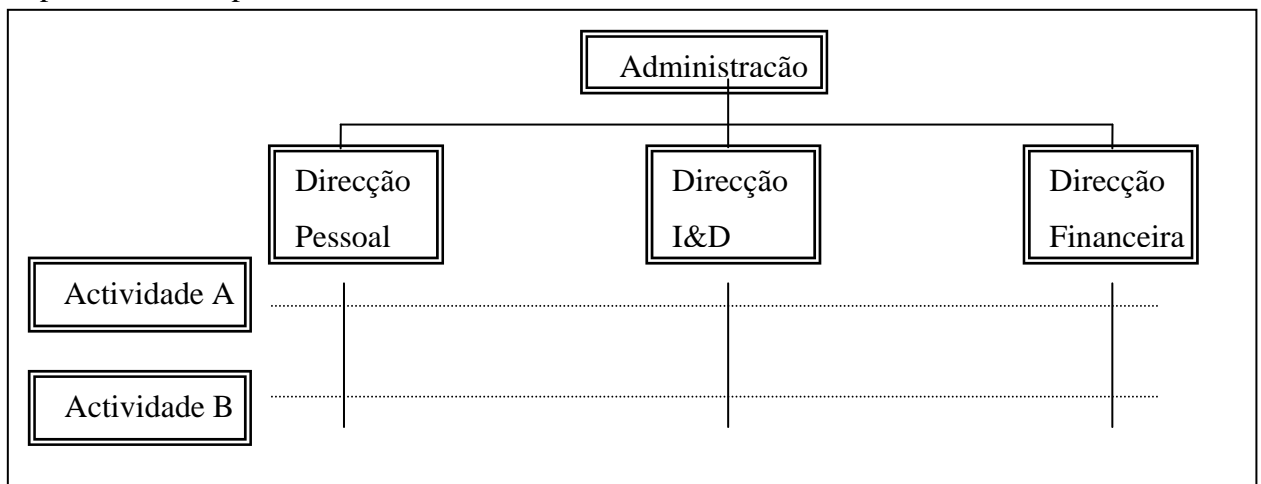 Administracão
Direcção
Pessoal
Direcção
I&D
Direcção
Financeira
Actividade A
Actividade B